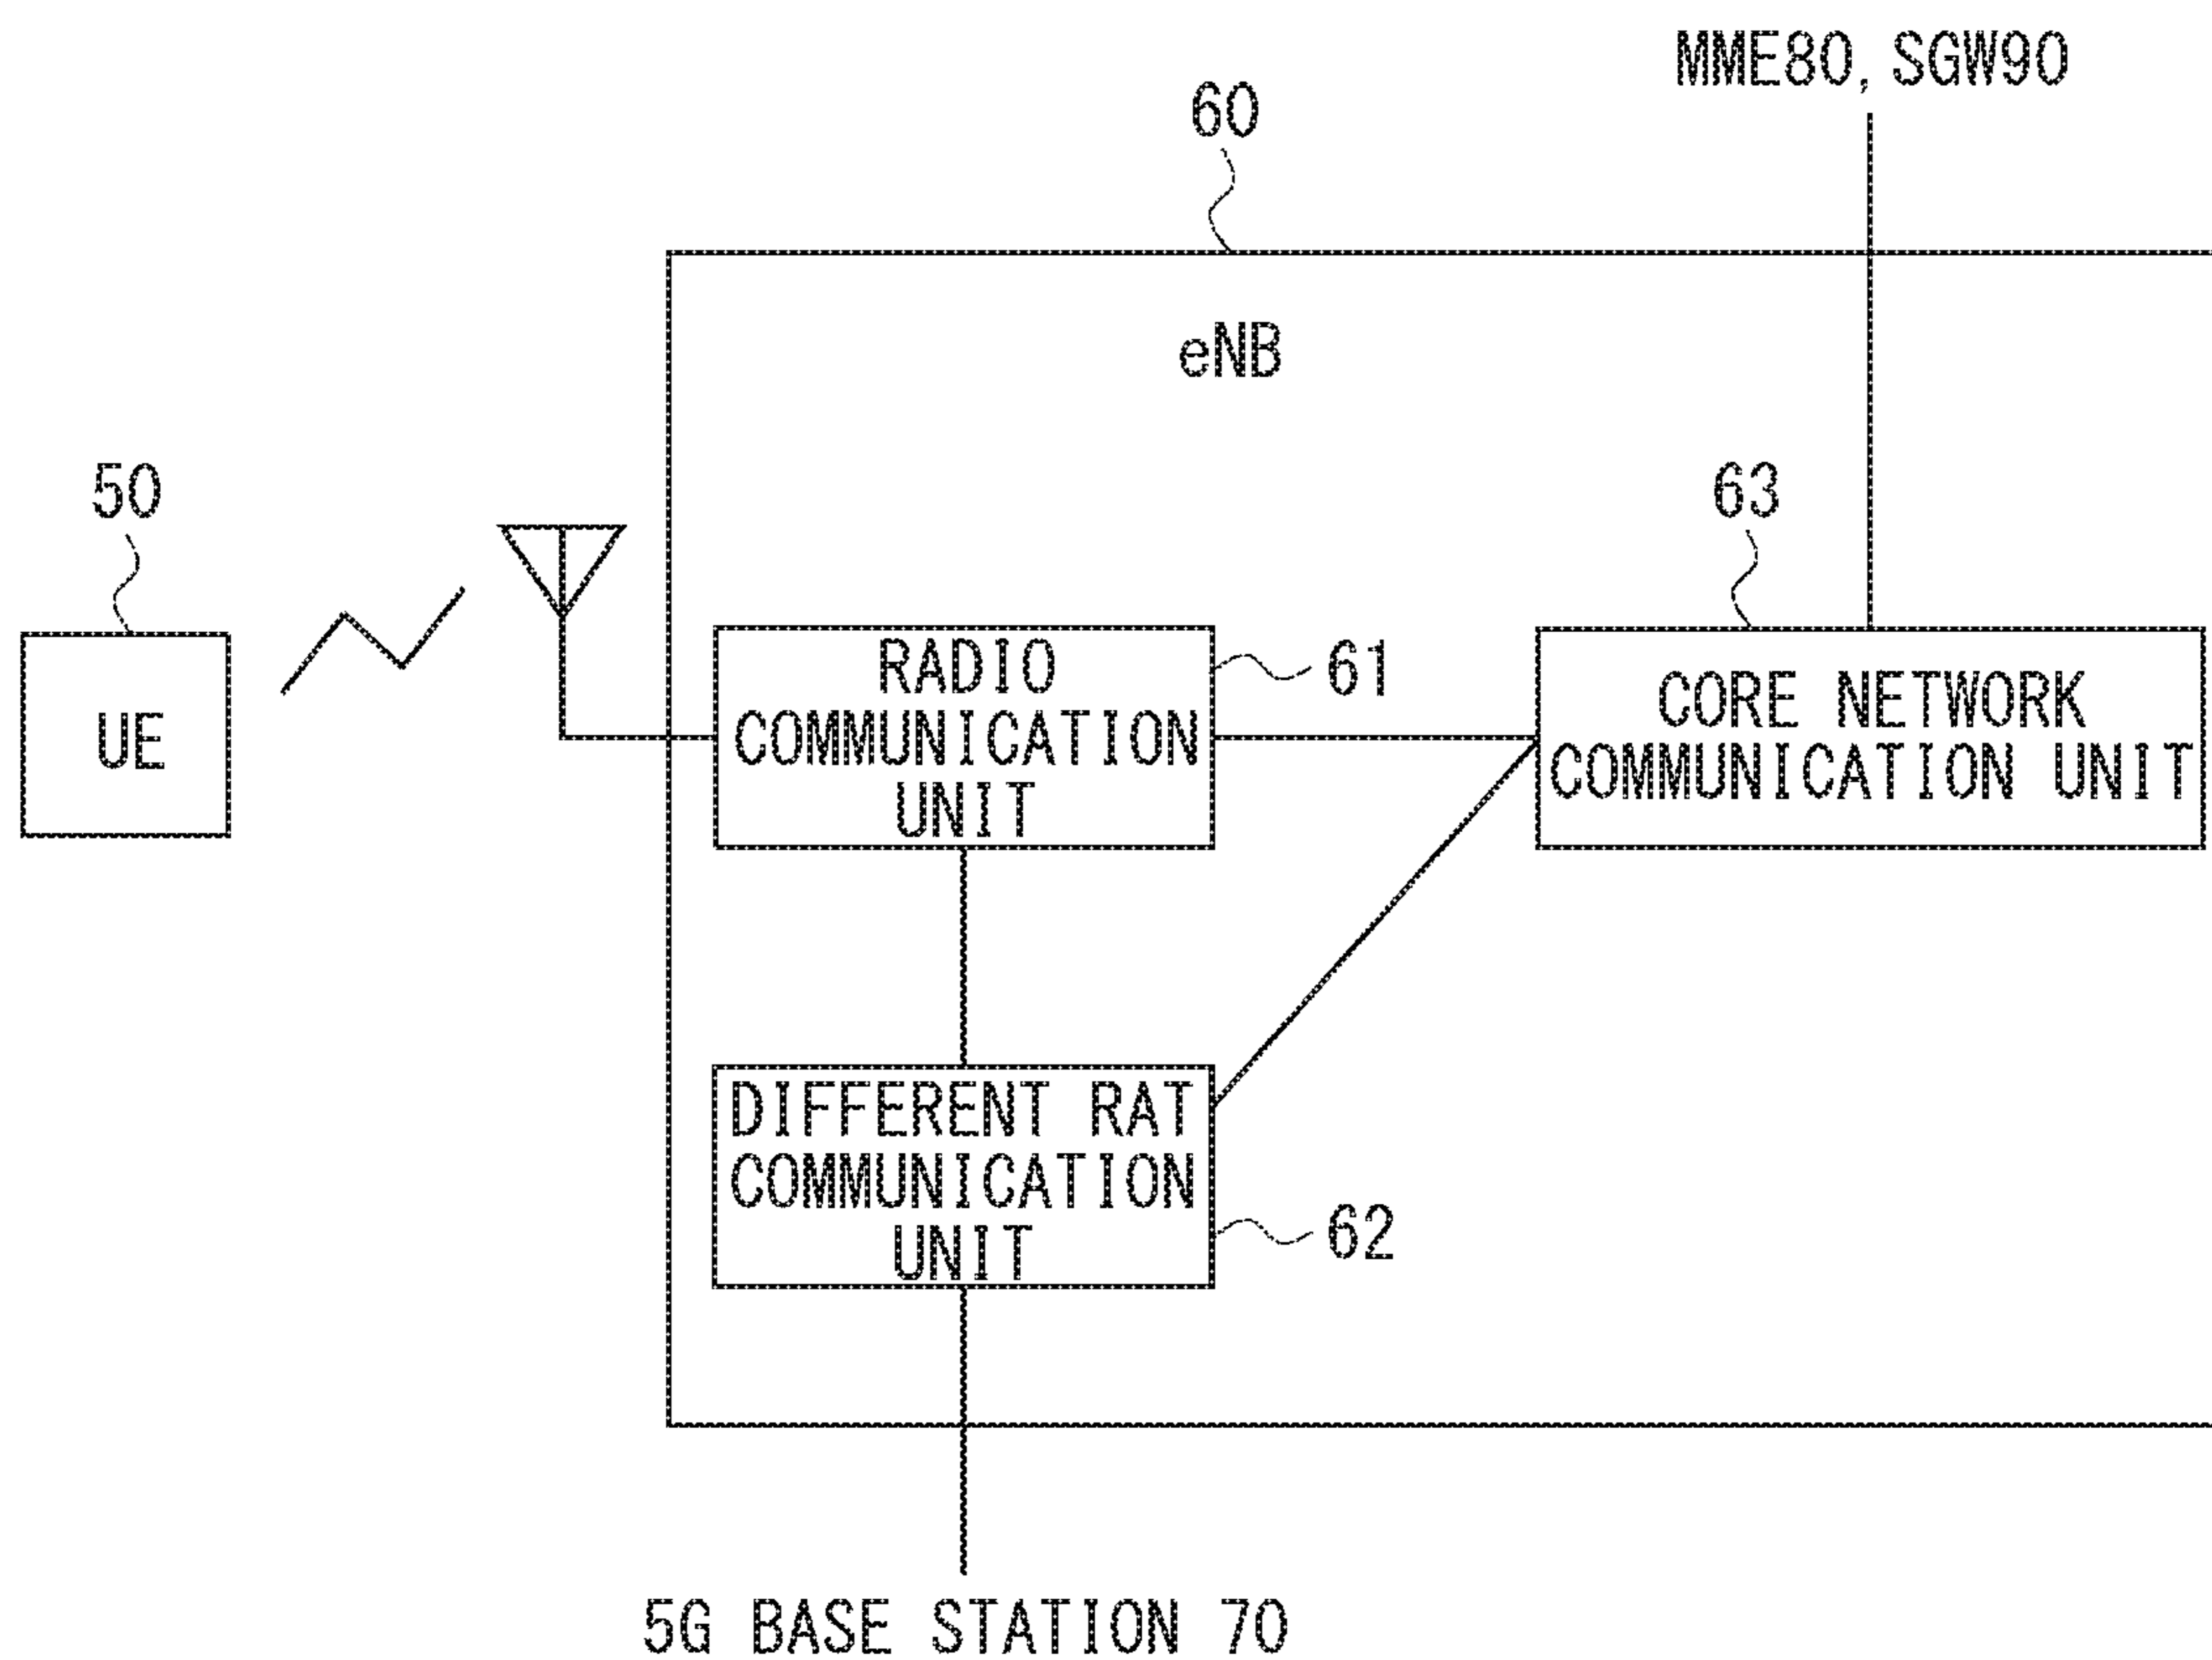 MME80, SGW90
60
eNB
50
63
UE
RADIO
COMMUNICATION
UNIT
61
CORE NETWORK
COMMUNICATION UNIT
DIFFERENT RAT
COMMUNICATION
UNIT
62
5G BASE STATION 70